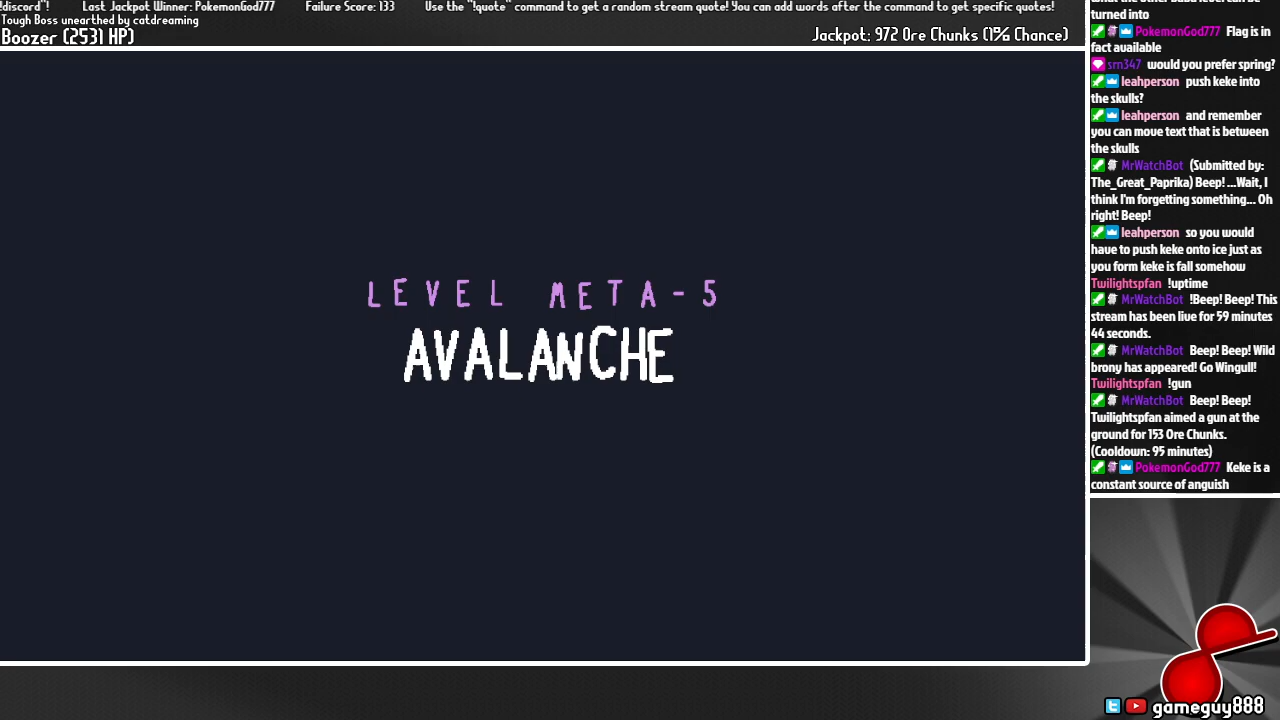 !discord"! Last Jackpot Winner: PokemonGod777 Failure Score: 133 Use the "!quote" command to get a random stream quote! You can add words after the command to get specific quotes!
Tough Boss unearthed by catdreaming
Boozer (2531 HP) Jackpot: 972 Ore Chunks (1% Chance)
LEVEL META-5
AVALANCHE
turned into
PokemonGod777 Flag is in
fact available
srn347 would you prefer spring?
leahperson push keke into
the skulls?
leahperson and remember
you can move text that is between
the skulls
MrWatchBot (Submitted by:
The_Great_Paprika) Beep! ...Wait, I
think I'm forgetting something... Oh
right! Beep!
leahperson so you would
have to push keke onto ice just as
you form keke is fall somehow
Twilightspfan !uptime
MrWatchBot !Beep! Beep! This
stream has been live for 59 minutes
44 seconds.
MrWatchBot Beep! Beep! Wild
brony has appeared! Go Wingull!
Twilightspfan !gun
MrWatchBot Beep! Beep!
Twilightspfan aimed a gun at the
ground for 153 Ore Chunks.
(Cooldown: 95 minutes)
PokemonGod777 Keke is a
constant source of anguish
gameguy888